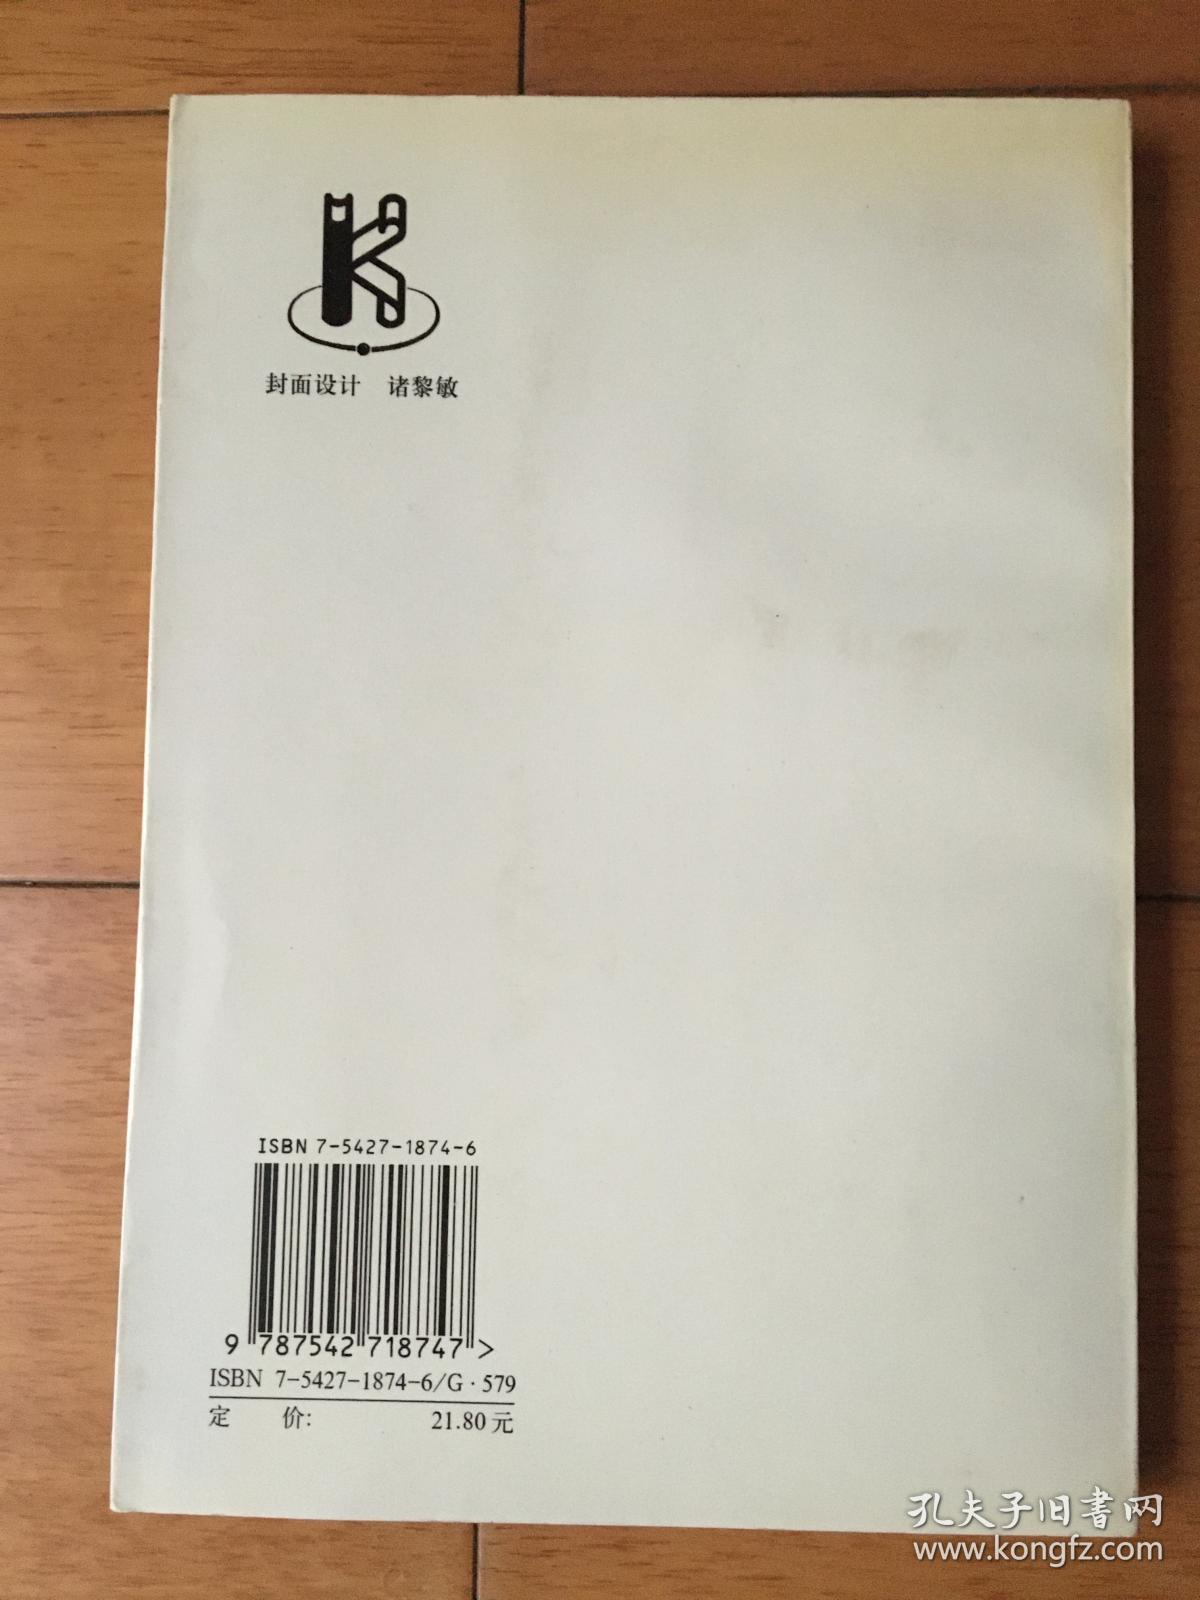 封面设计 诸黎敏
ISBN 7-5427-1874-6
9 787542 718747 >
ISBN 7-5427-1874-6/G·579
定 价: 21.80元
孔夫子旧書网
www.kongfz.com